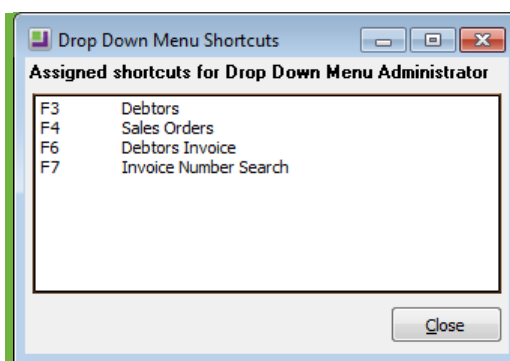 Drop Down Menu Shortcuts
Assigned shortcuts for Drop Down Menu Administrator
F3 Debtors
F4 Sales Orders
F6 Debtors Invoice
F7 Invoice Number Search
Close